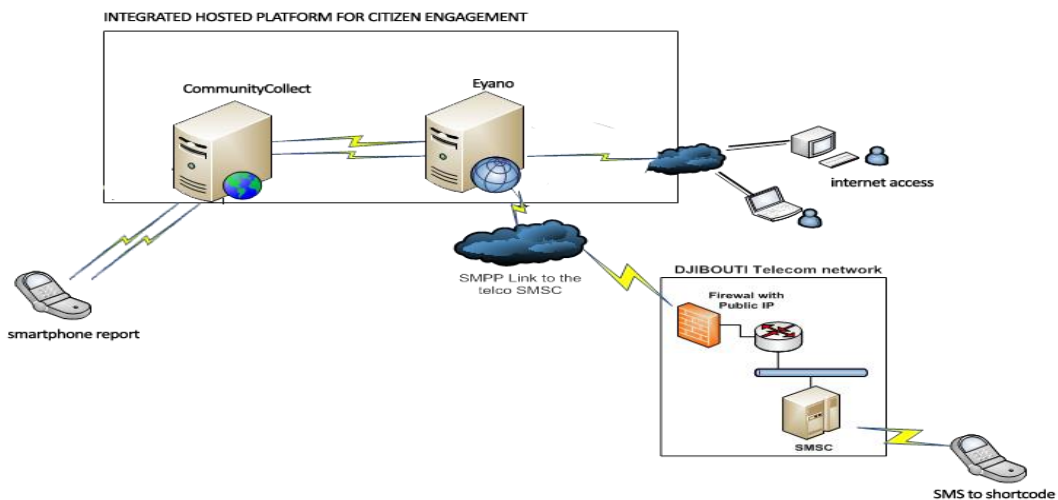 INTEGRATED HOSTED PLATFORM FOR CITIZEN ENGAGEMENT
CommunityCollect
Eyano
internet access
SMPP Link to the
telco SMSC
DJIBOUTI Telecom network
Firewal with
Public IP
smartphone report
SMSC
SMS to shortcode